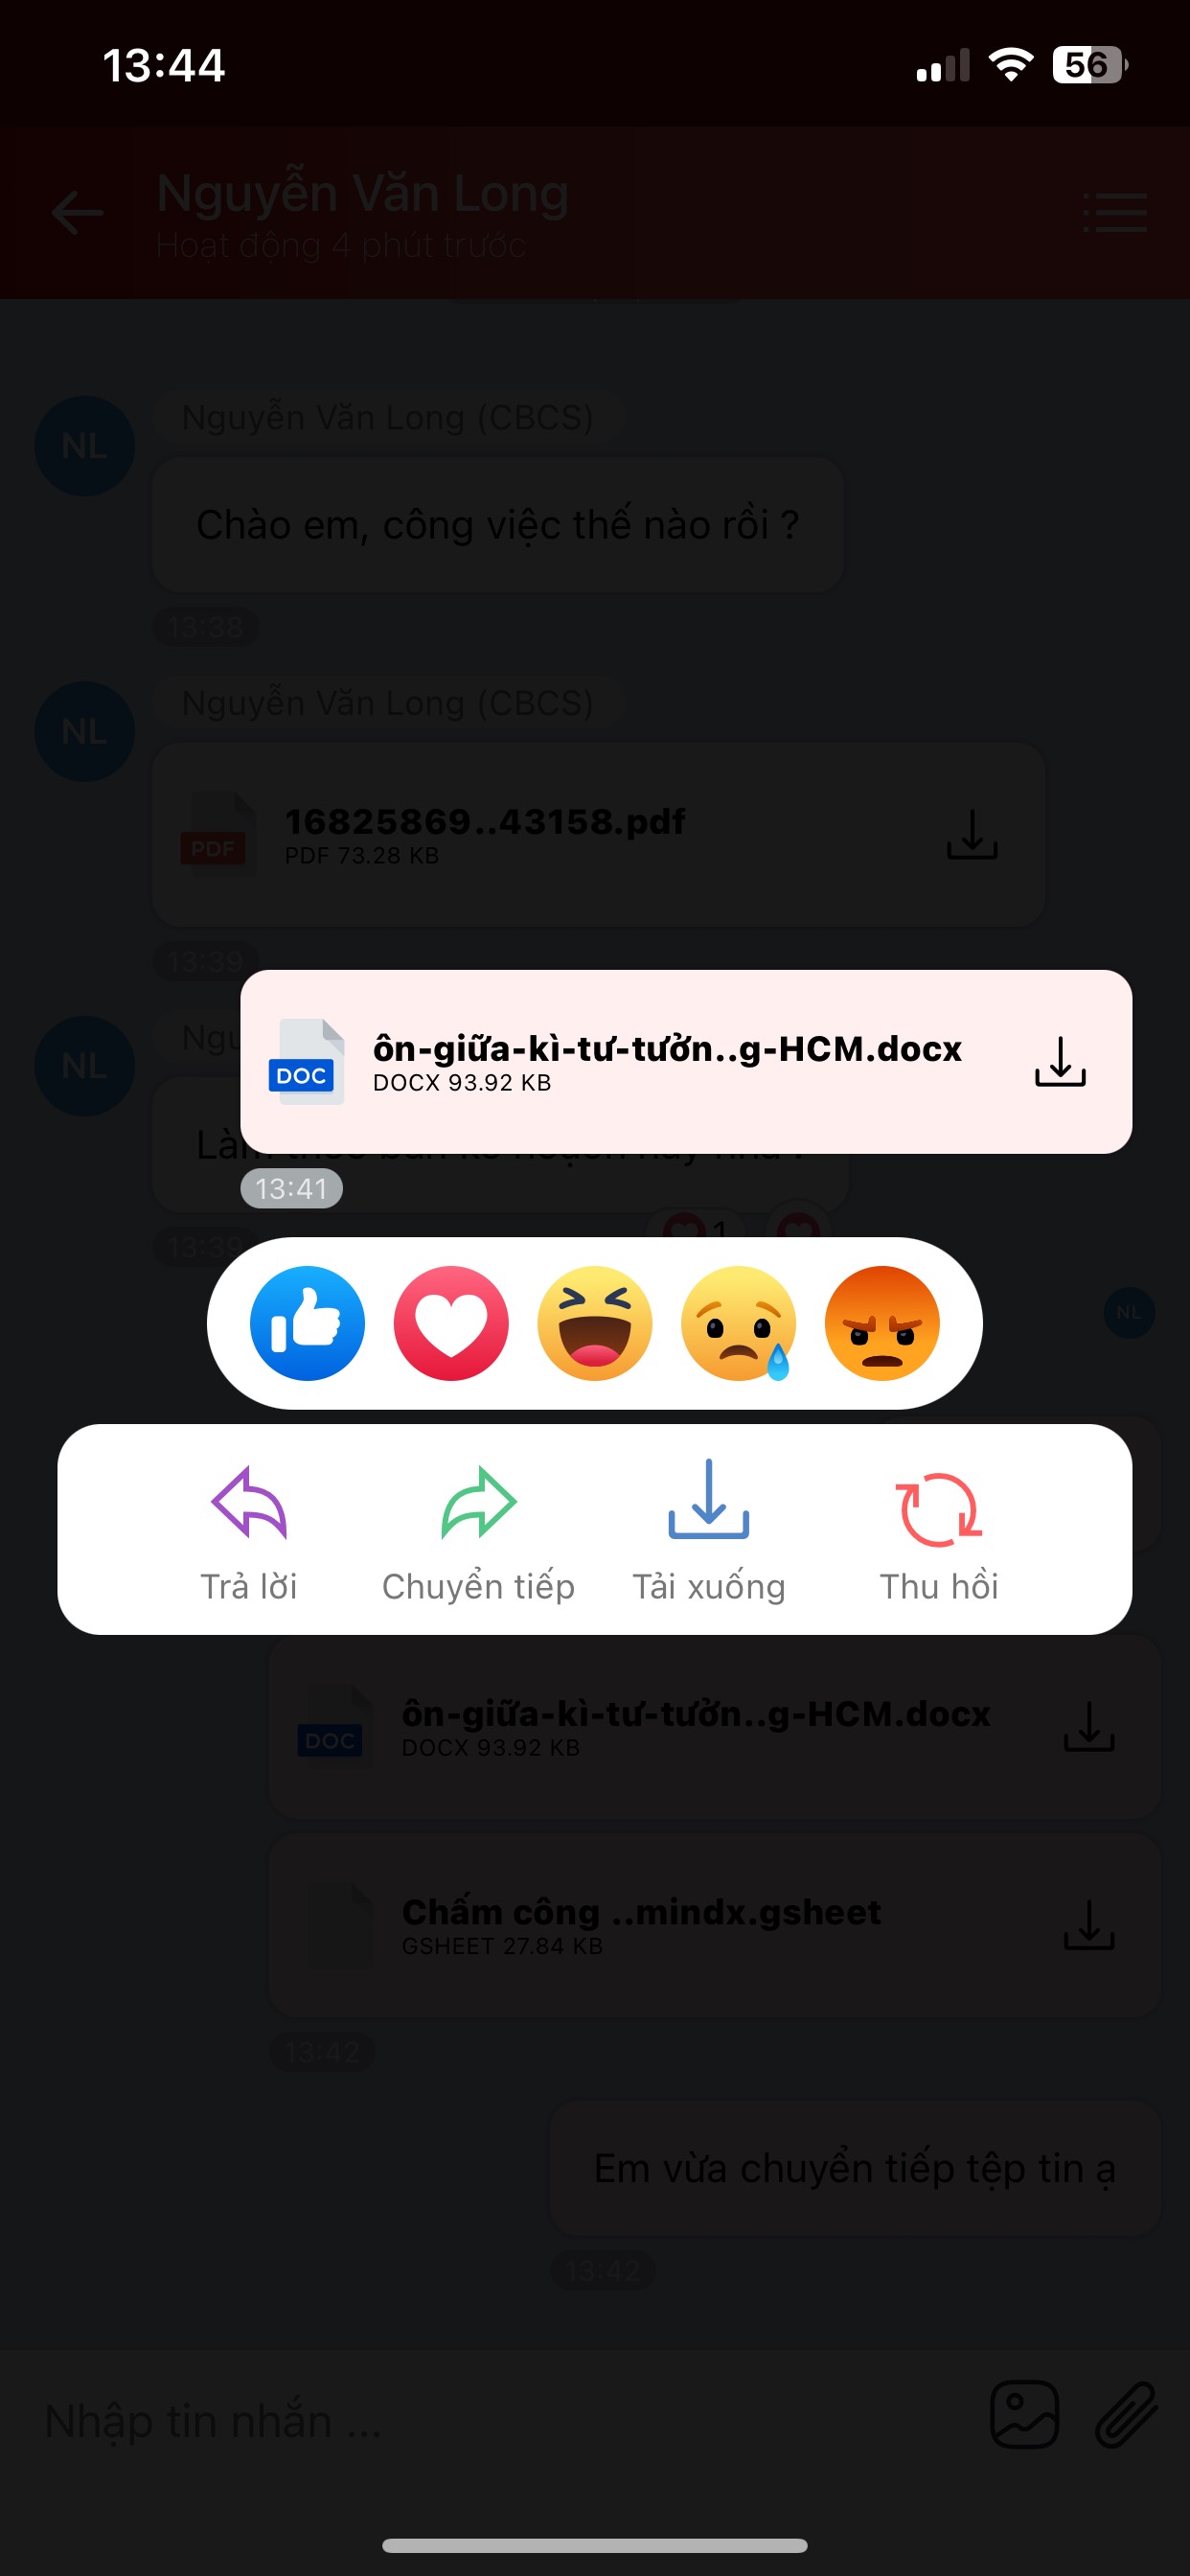 13:44
56
Nguyễn Văn Long
Hoạt động 4 phút trước
NL
Nguyễn Văn Long (CBCS)
Chào em, công việc thế nào rồi ?
13:38
NL
Nguyễn Văn Long (CBCS)
PDF
16825869..43158.pdf
PDF 73.28 KB
13:39
NL
DOC
ôn-giữa-kì-tư-tưởn..g-HCM.docx
DOCX 93.92 KB
13:41
13:39
1
NL
Trả lời
Chuyển tiếp
Tải xuống
Thu hồi
DOC
ôn-giữa-kì-tư-tưởn..g-HCM.docx
DOCX 93.92 KB
Chấm công ..mindx.gsheet
GSHEET 27.84 KB
13:42
Em vừa chuyển tiếp tệp tin ạ
13:42
Nhập tin nhắn ...